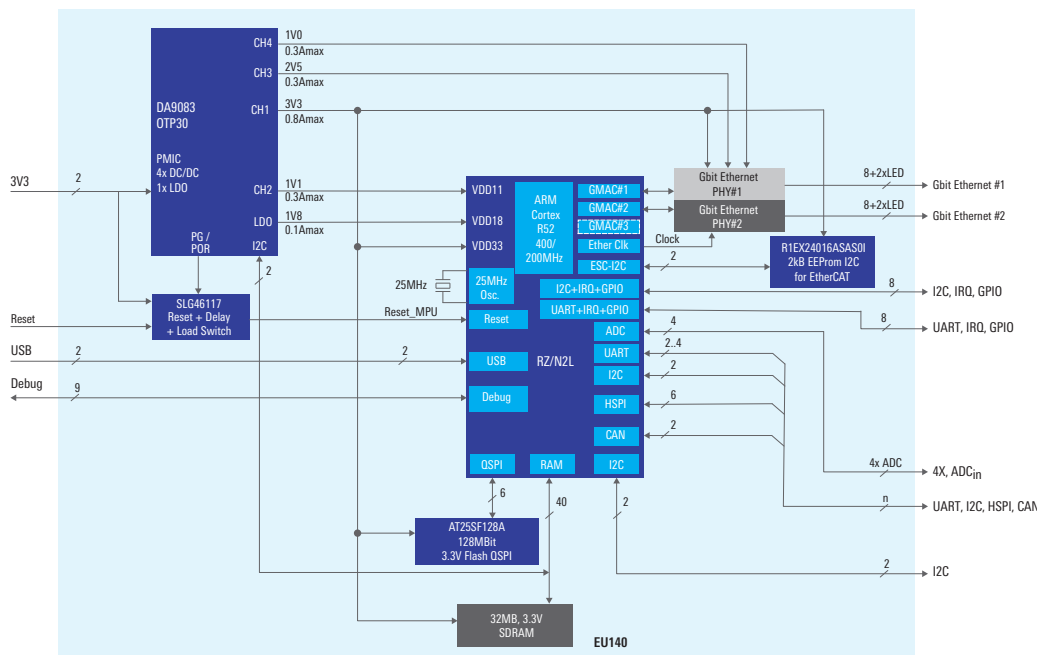 CH4
1V0
0.3Amax
CH3
2V5
0.3Amax
DA9083
OTP30
CH1
3V3
0.8Amax
PMIC
4x DC/DC
1x LDO
3V3
2
CH2
1V1
0.3Amax
LDO
1V8
0.1Amax
PG /
POR
I2C
2
SLG46117
Reset + Delay
+ Load Switch
Reset
Reset_MPU
USB
2
2
Debug
9
25MHz
VDD11
VDD18
VDD33
25MHz
Osc.
Reset
USB
Debug
ARM
Cortex
R52
400/
200MHz
RZ/N2L
GMAC#1
GMAC#2
GMAC#3
Ether Clk
ESC-I2C
I2C+IRQ+GPIO
UART+IRQ+GPIO
ADC
UART
I2C
HSPI
CAN
QSPI
RAM
I2C
Gbit Ethernet
PHY#1
Gbit Ethernet
PHY#2
8+2xLED
Gbit Ethernet #1
8+2xLED
Gbit Ethernet #2
Clock
2
R1EX24016ASAS0I
2kB EEProm I2C
for EtherCAT
8
I2C, IRQ, GPIO
8
UART, IRQ, GPIO
4
2..4
2
6
2
4x ADC
4X, ADCin
n
UART, I2C, HSPI, CAN
6
40
2
AT25SF128A
128MBit
3.3V Flash QSPI
2
I2C
32MB, 3.3V
SDRAM
EU140